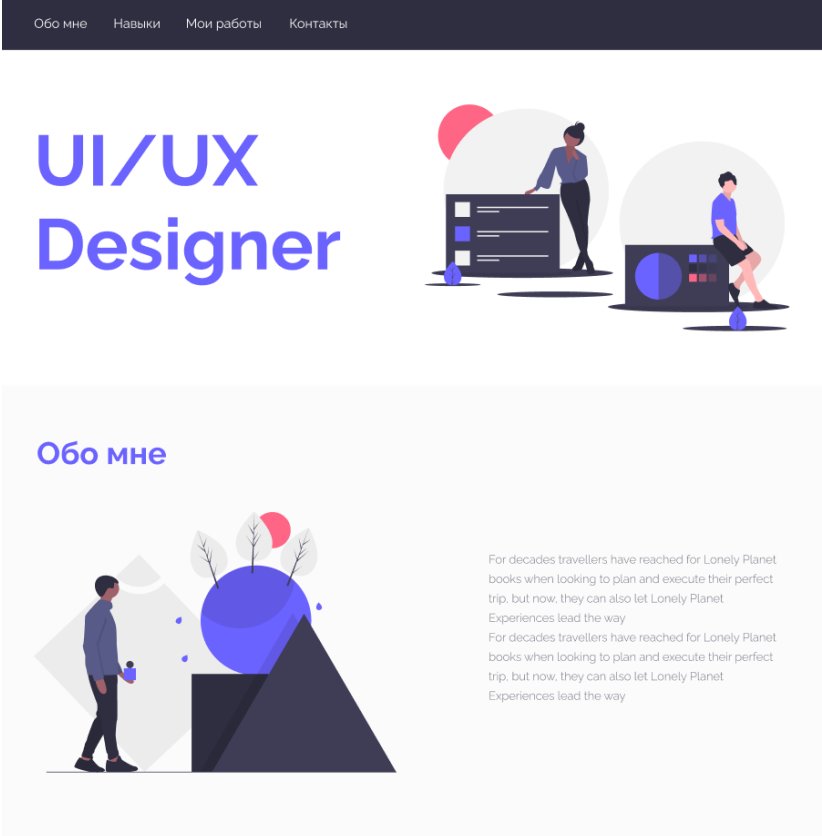 Обо мне Навыки Мои работы Контакты
UI/UX
Designer
Обо мне
For decades travellers have reached for Lonely Planet
books when looking to plan and execute their perfect
trip, but now, they can also let Lonely Planet
Experiences lead the way
For decades travellers have reached for Lonely Planet
books when looking to plan and execute their perfect
trip, but now, they can also let Lonely Planet
Experiences lead the way